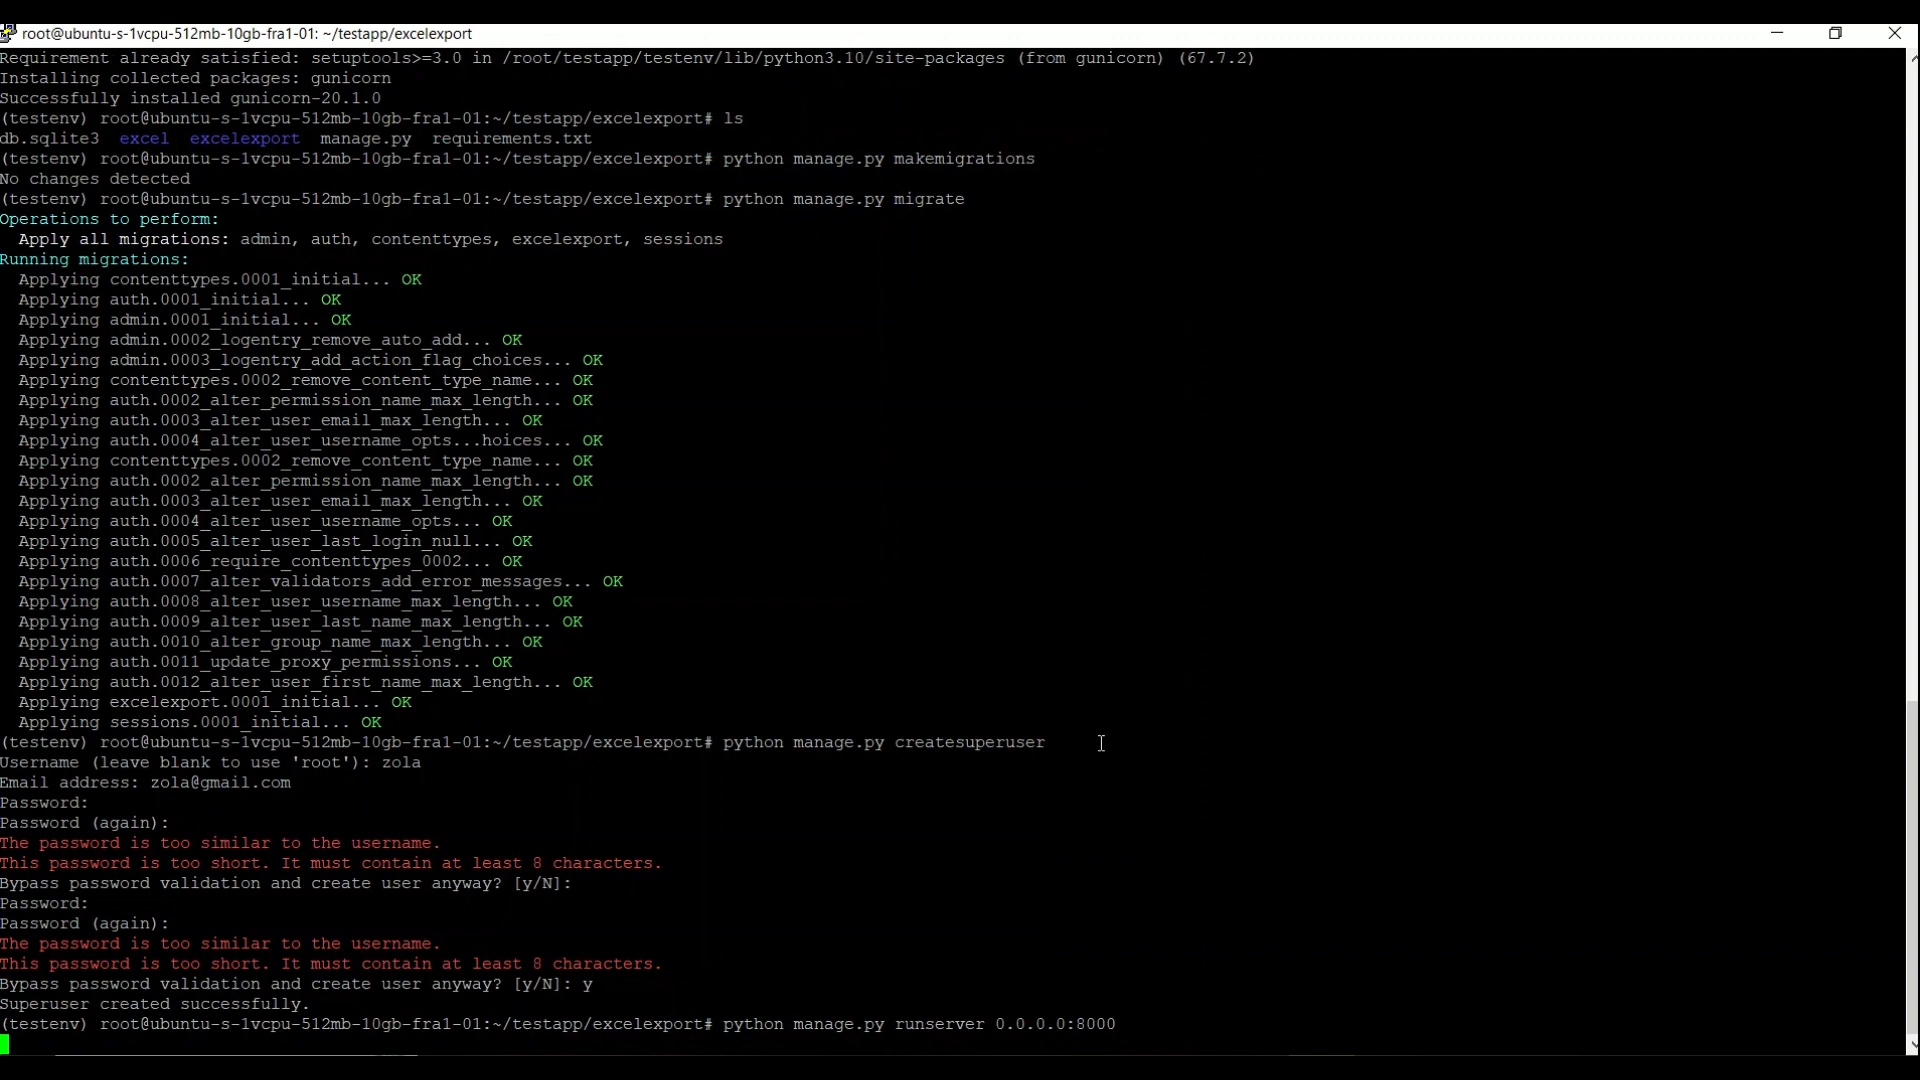 root@ubuntu-s-1vcpu-512mb-10gb-fra1-01: ~/testapp/excelexport
Requirement already satisfied: setuptools>=3.0 in /root/testapp/testenv/lib/python3.10/site-packages (from gunicorn) (67.7.2)
Installing collected packages: gunicorn
Successfully installed gunicorn-20.1.0
(testenv) root@ubuntu-s-1vcpu-512mb-10gb-fra1-01:~/testapp/excelexport# ls
db.sqlite3  excel  excelexport  manage.py  requirements.txt
(testenv) root@ubuntu-s-1vcpu-512mb-10gb-fra1-01:~/testapp/excelexport# python manage.py makemigrations
No changes detected
(testenv) root@ubuntu-s-1vcpu-512mb-10gb-fra1-01:~/testapp/excelexport# python manage.py migrate
Operations to perform:
  Apply all migrations: admin, auth, contenttypes, excelexport, sessions
Running migrations:
  Applying contenttypes.0001_initial... OK
  Applying auth.0001_initial... OK
  Applying admin.0001_initial... OK
  Applying admin.0002_logentry_remove_auto_add... OK
  Applying admin.0003_logentry_add_action_flag_choices... OK
  Applying contenttypes.0002_remove_content_type_name... OK
  Applying auth.0002_alter_permission_name_max_length... OK
  Applying auth.0003_alter_user_email_max_length... OK
  Applying auth.0004_alter_user_username_opts...hoices... OK
  Applying contenttypes.0002_remove_content_type_name... OK
  Applying auth.0002_alter_permission_name_max_length... OK
  Applying auth.0003_alter_user_email_max_length... OK
  Applying auth.0004_alter_user_username_opts... OK
  Applying auth.0005_alter_user_last_login_null... OK
  Applying auth.0006_require_contenttypes_0002... OK
  Applying auth.0007_alter_validators_add_error_messages... OK
  Applying auth.0008_alter_user_username_max_length... OK
  Applying auth.0009_alter_user_last_name_max_length... OK
  Applying auth.0010_alter_group_name_max_length... OK
  Applying auth.0011_update_proxy_permissions... OK
  Applying auth.0012_alter_user_first_name_max_length... OK
  Applying excelexport.0001_initial... OK
  Applying sessions.0001_initial... OK
(testenv) root@ubuntu-s-1vcpu-512mb-10gb-fra1-01:~/testapp/excelexport# python manage.py createsuperuser
Username (leave blank to use 'root'): zola
Email address: zola@gmail.com
Password:
Password (again):
The password is too similar to the username.
This password is too short. It must contain at least 8 characters.
Bypass password validation and create user anyway? [y/N]:
Password:
Password (again):
The password is too similar to the username.
This password is too short. It must contain at least 8 characters.
Bypass password validation and create user anyway? [y/N]: y
Superuser created successfully.
(testenv) root@ubuntu-s-1vcpu-512mb-10gb-fra1-01:~/testapp/excelexport# python manage.py runserver 0.0.0.0:8000